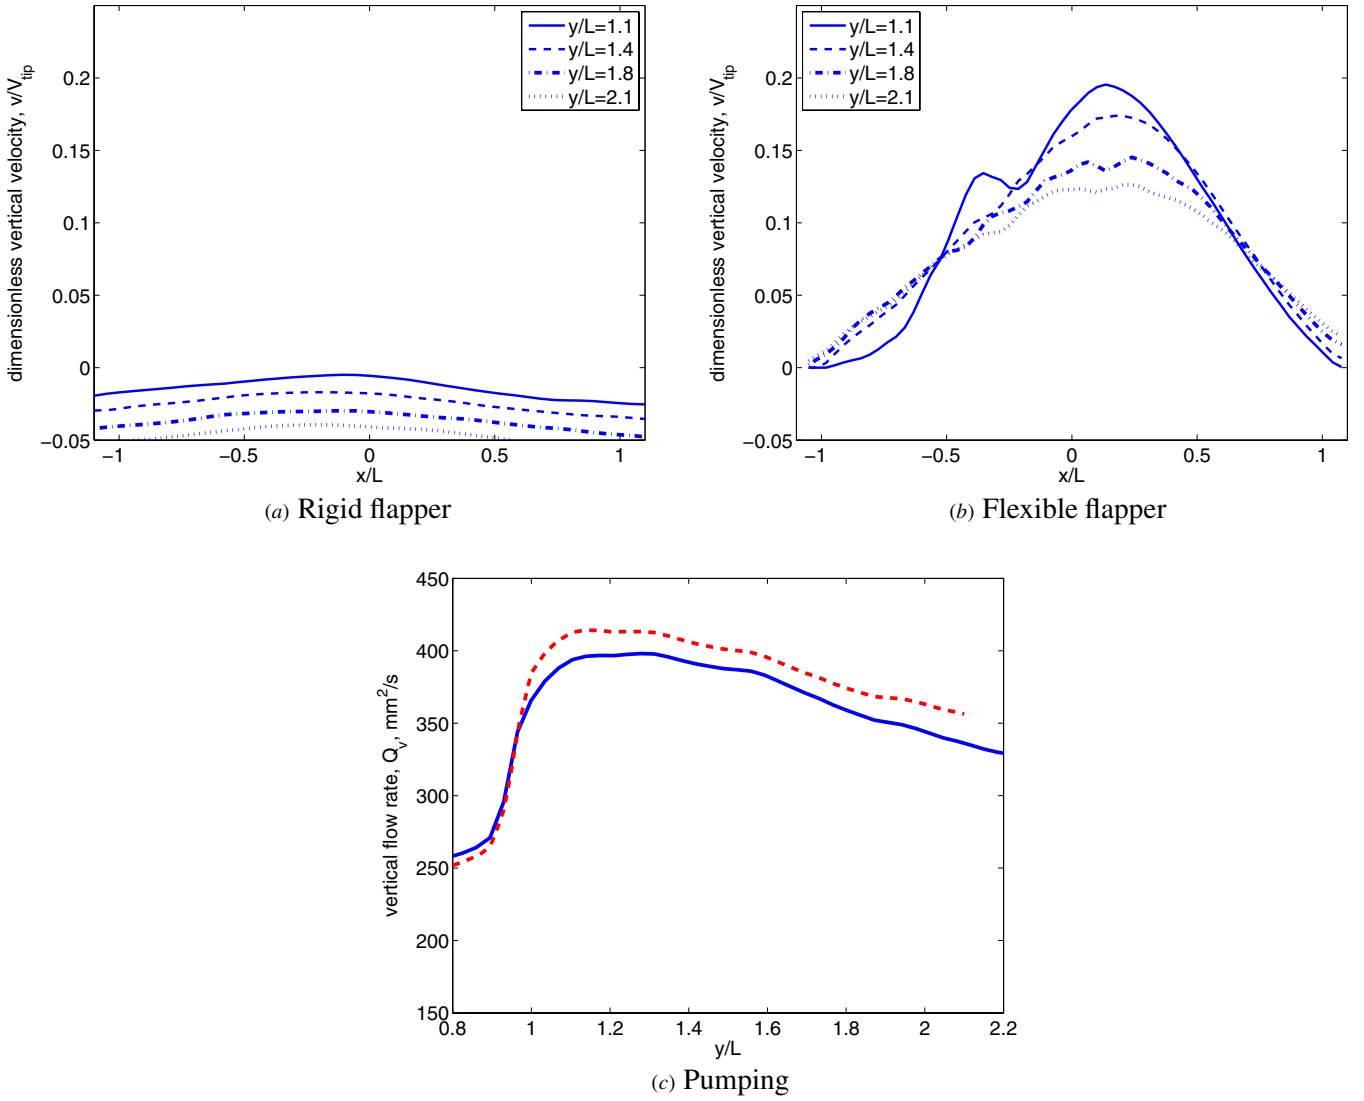 y/L=1.1
y/L=1.4
y/L=1.8
y/L=2.1
0.2
0.15
0.1
0.05
0
−0.05
dimensionless vertical velocity, v/V_tip
−1 −0.5 0 0.5 1
x/L
(a) Rigid flapper
y/L=1.1
y/L=1.4
y/L=1.8
y/L=2.1
0.2
0.15
0.1
0.05
0
−0.05
dimensionless vertical velocity, v/V_tip
−1 −0.5 0 0.5 1
x/L
(b) Flexible flapper
450
400
350
300
250
200
150
vertical flow rate, Q_v, mm²/s
0.8 1 1.2 1.4 1.6 1.8 2 2.2
y/L
(c) Pumping